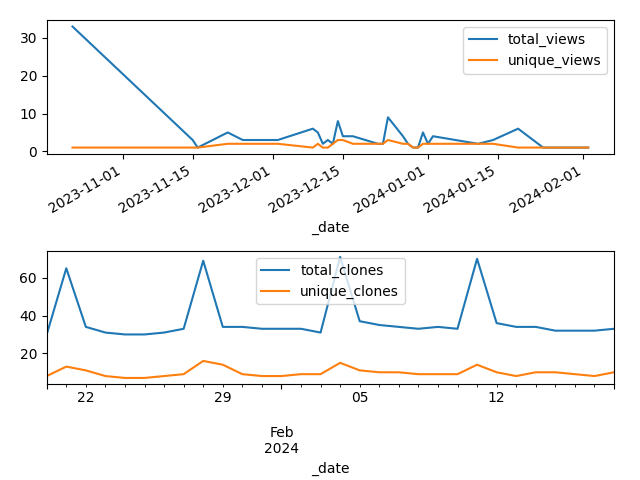 30
20
10
0
total_views
unique_views
2023-11-01
2023-11-15
2023-12-01
2023-12-15
2024-01-01
2024-01-15
2024-02-01
_date
60
40
20
total_clones
unique_clones
22
29
05
12
Feb
2024
_date